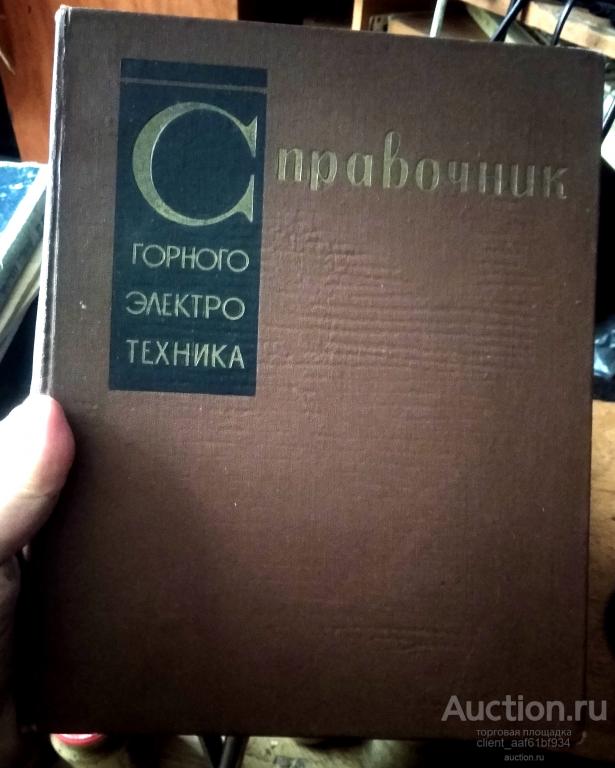 Справочник
ГОРНОГО
ЭЛЕКТРО
ТЕХНИКА
Auction.ru
торговая площадка
client_aaf61bf934
auction.ru